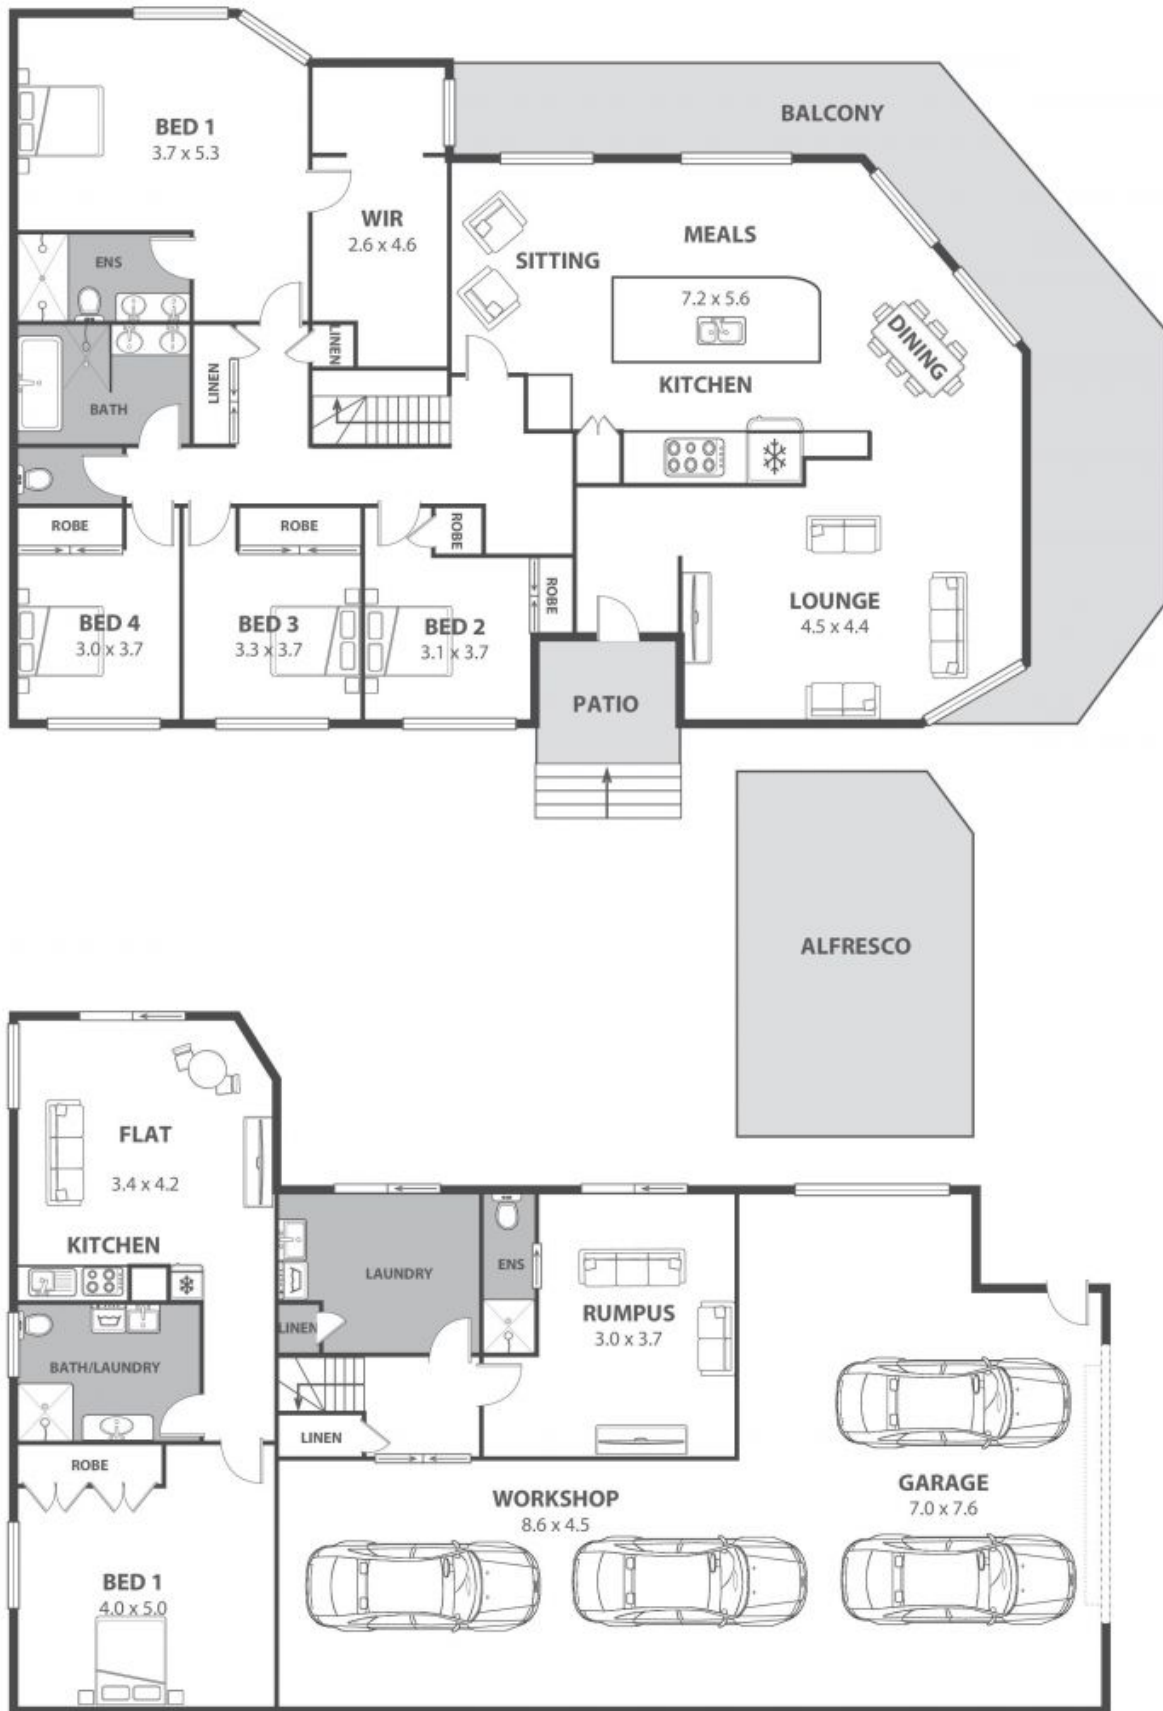 BALCONY
BED 1
3.7 x 5.3
WIR
2.6 x 4.6
MEALS
SITTING
ENS
7.2 x 5.6
DINING
LINEN
LINEN
KITCHEN
BATH
ROBE
ROBE
ROBE
ROBE
BED 4
3.0 x 3.7
BED 3
3.3 x 3.7
BED 2
3.1 x 3.7
LOUNGE
4.5 x 4.4
PATIO
ALFRESCO
FLAT
3.4 x 4.2
KITCHEN
LAUNDRY
ENS
RUMPUS
3.0 x 3.7
LINEN
BATH/LAUNDRY
LINEN
ROBE
WORKSHOP
8.6 x 4.5
GARAGE
7.0 x 7.6
BED 1
4.0 x 5.0